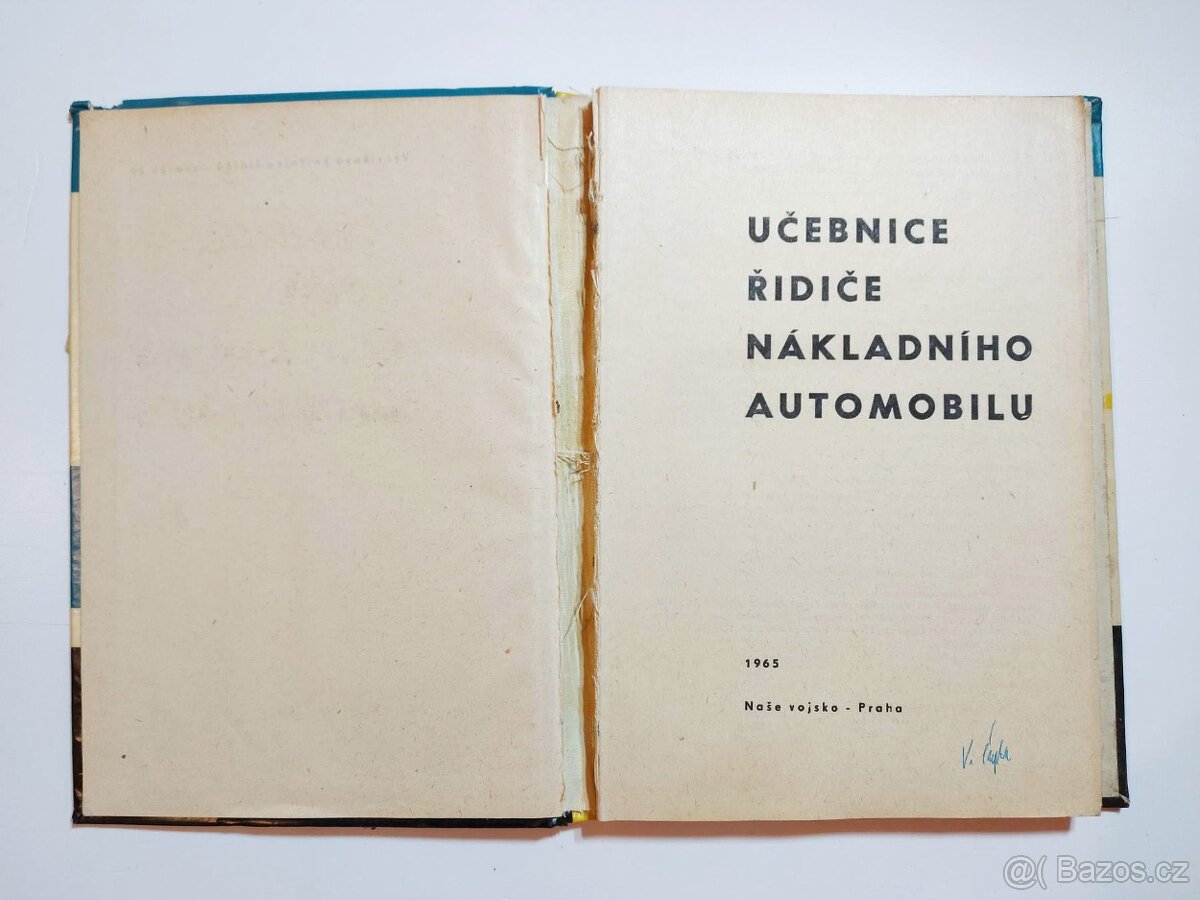 UČEBNICE
ŘIDIČE
NÁKLADNÍHO
AUTOMOBILU
1965
Naše vojsko - Praha
V.
@( Bazos.cz